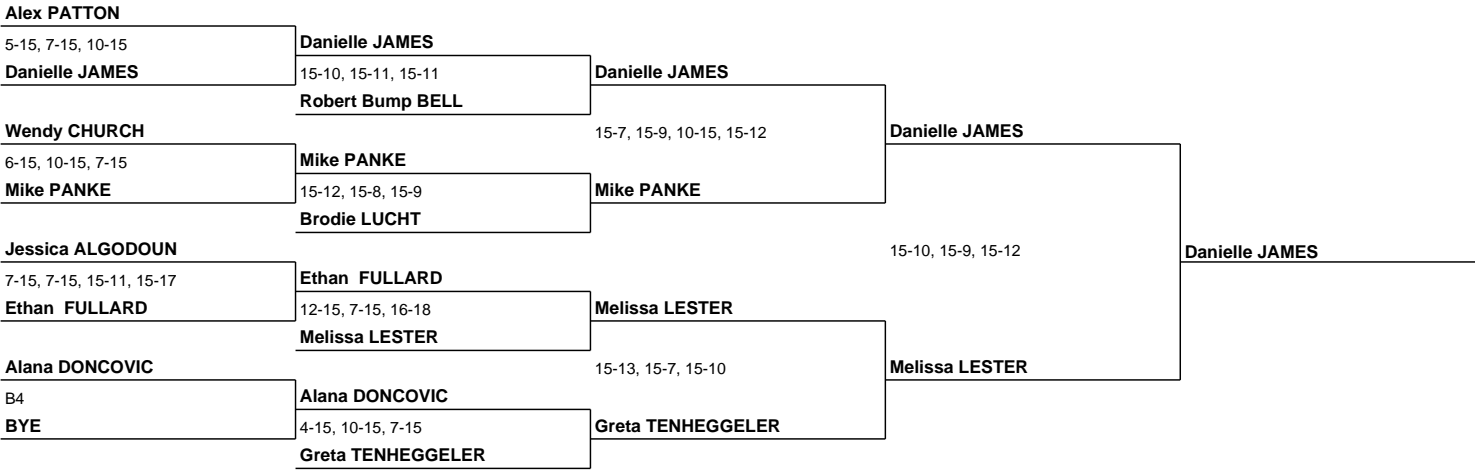 Alex PATTON
5-15, 7-15, 10-15
Danielle JAMES
Danielle JAMES
15-10, 15-11, 15-11
Robert Bump BELL
Danielle JAMES
Wendy CHURCH
6-15, 10-15, 7-15
Mike PANKE
Mike PANKE
15-12, 15-8, 15-9
Brodie LUCHT
15-7, 15-9, 10-15, 15-12
Mike PANKE
Danielle JAMES
Jessica ALGODOUN
7-15, 7-15, 15-11, 15-17
Ethan  FULLARD
Ethan  FULLARD
12-15, 7-15, 16-18
Melissa LESTER
Melissa LESTER
Alana DONCOVIC
B4
BYE
Alana DONCOVIC
4-15, 10-15, 7-15
Greta TENHEGGELER
15-13, 15-7, 15-10
Greta TENHEGGELER
Melissa LESTER
15-10, 15-9, 15-12
Danielle JAMES